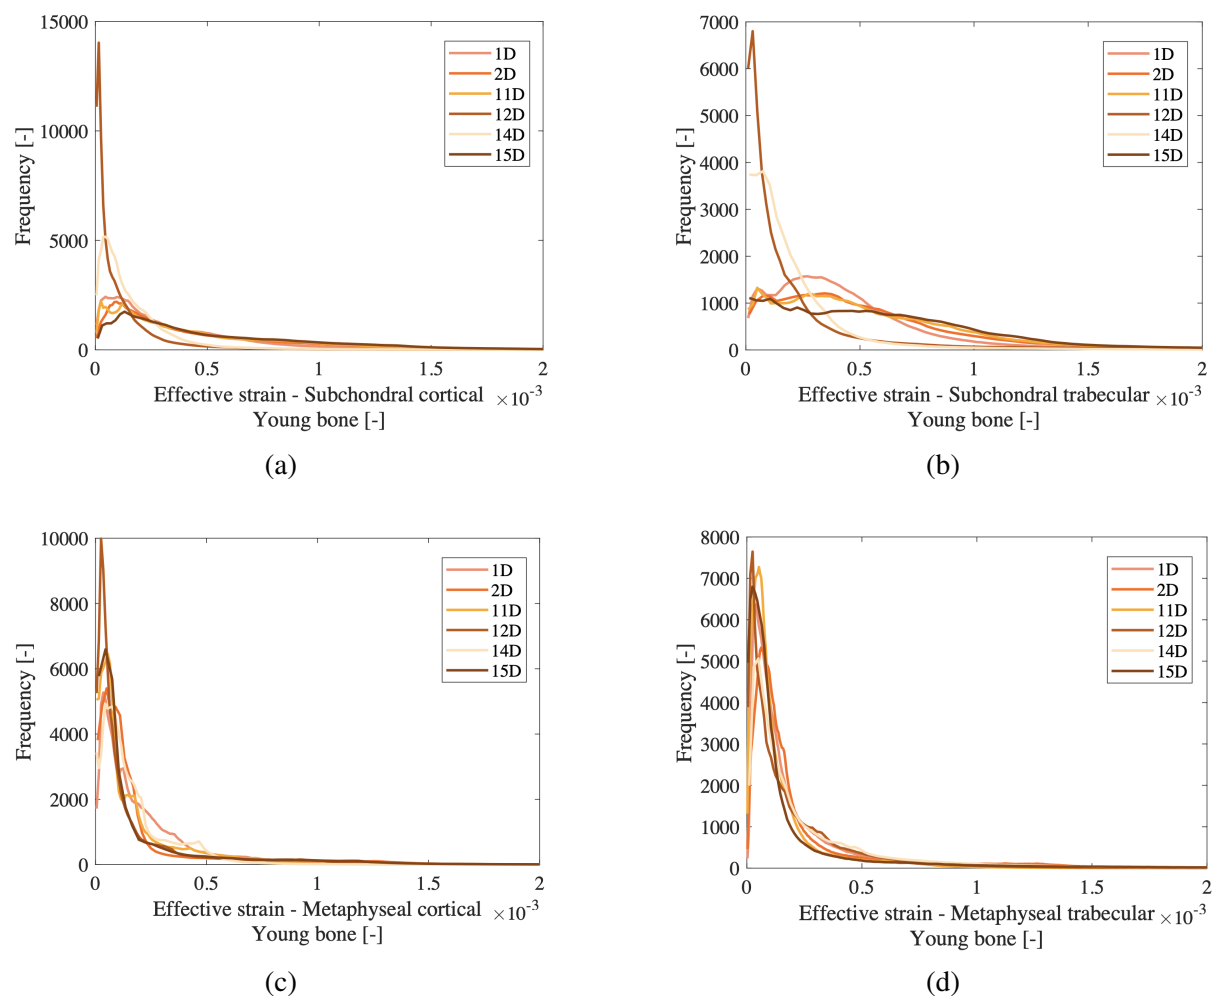 15000
10000
5000
0
Frequency [-]
1D
2D
11D
12D
14D
15D
0 0.5 1 1.5 2
Effective strain - Subchondral cortical ×10-3
Young bone [-]
(a)
7000
6000
5000
4000
3000
2000
1000
0
Frequency [-]
1D
2D
11D
12D
14D
15D
0 0.5 1 1.5 2
Effective strain - Subchondral trabecular ×10-3
Young bone [-]
(b)
10000
8000
6000
4000
2000
0
Frequency [-]
1D
2D
11D
12D
14D
15D
0 0.5 1 1.5 2
Effective strain - Metaphyseal cortical ×10-3
Young bone [-]
(c)
8000
7000
6000
5000
4000
3000
2000
1000
0
Frequency [-]
1D
2D
11D
12D
14D
15D
0 0.5 1 1.5 2
Effective strain - Metaphyseal trabecular ×10-3
Young bone [-]
(d)